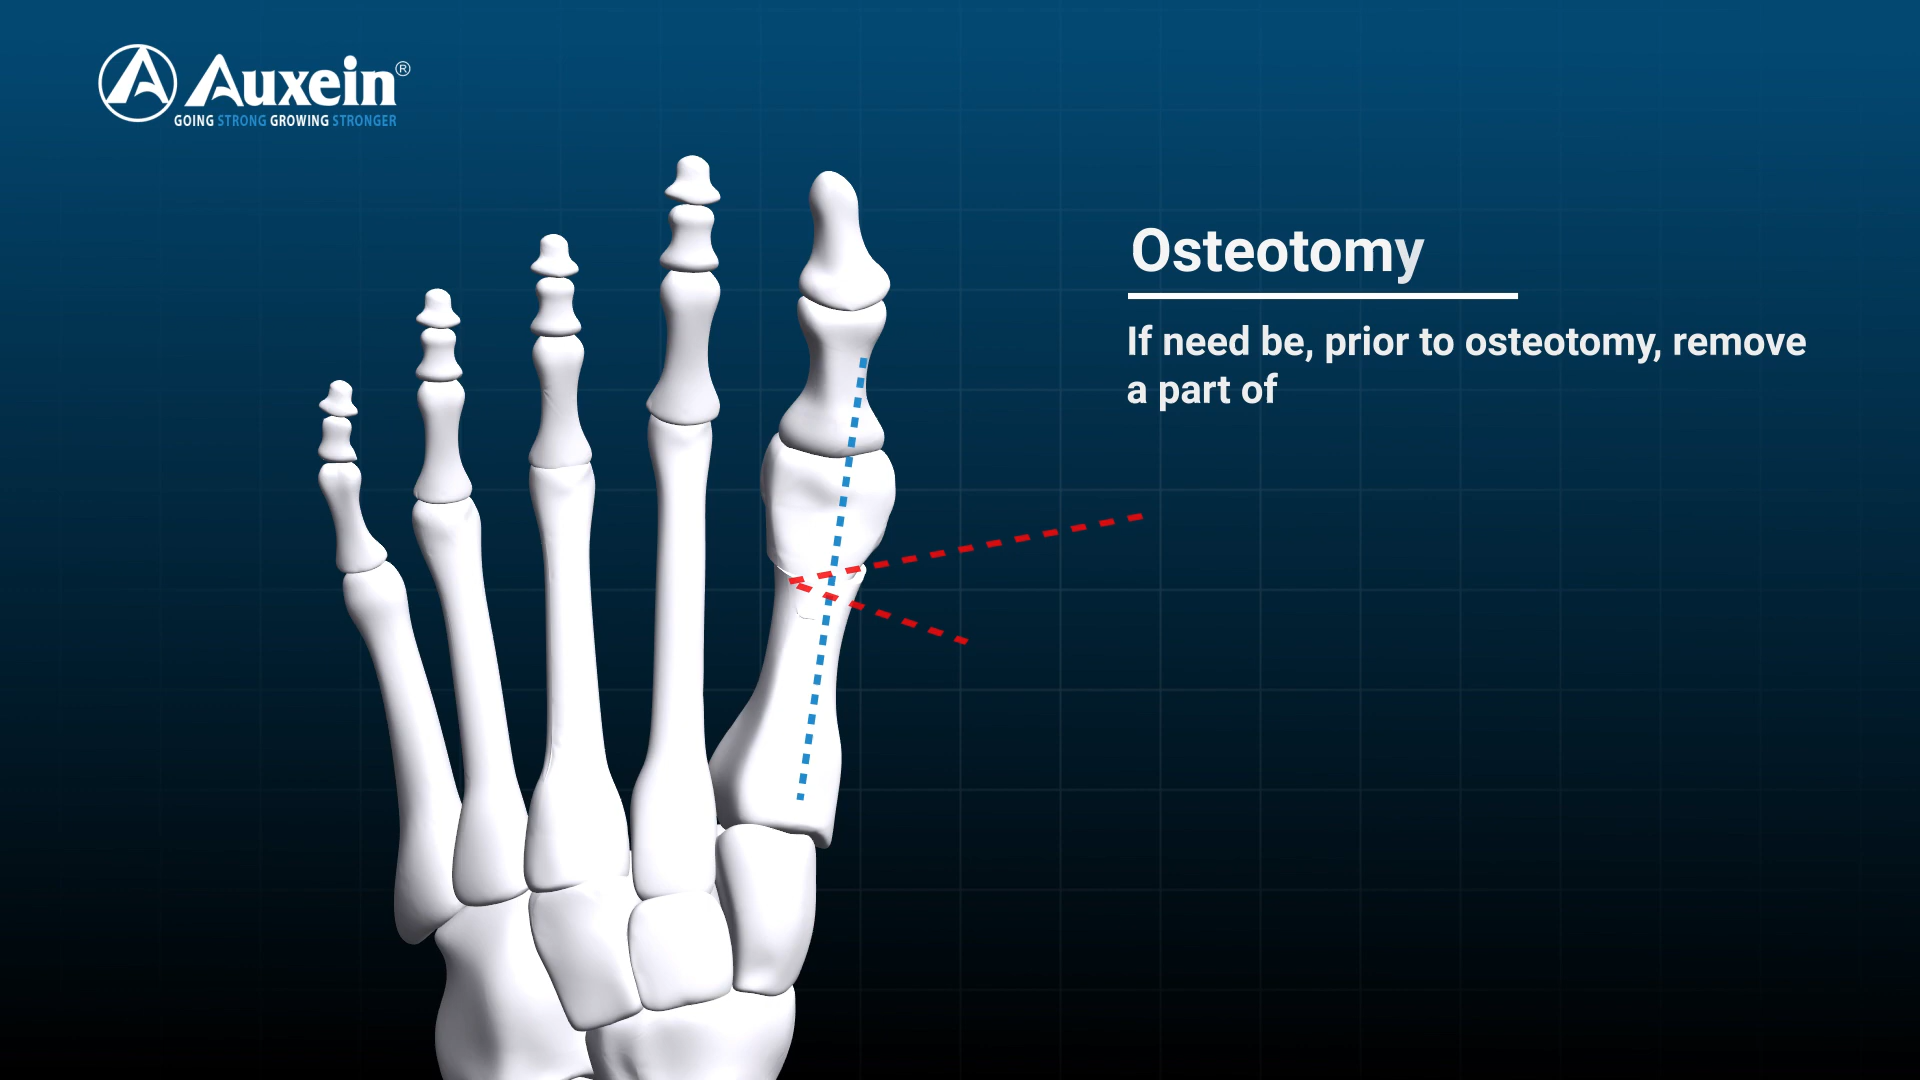 Auxein®
GOING STRONG GROWING STRONGER
Osteotomy
If need be, prior to osteotomy, remove
a part of